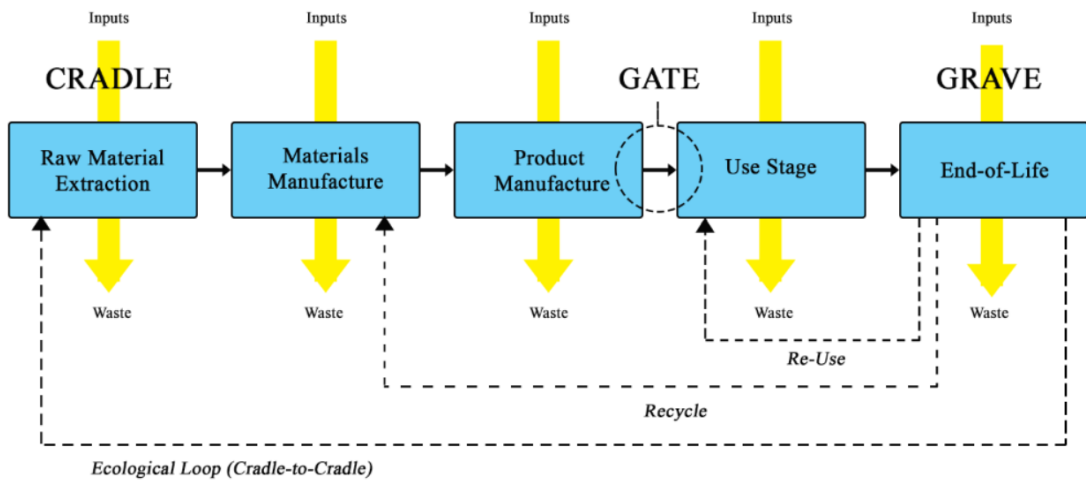 Inputs
Inputs
Inputs
Inputs
Inputs
CRADLE
GATE
GRAVE
Raw Material
Extraction
Materials
Manufacture
Product
Manufacture
Use Stage
End-of-Life
Waste
Waste
Waste
Waste
Waste
Re-Use
Recycle
Ecological Loop (Cradle-to-Cradle)